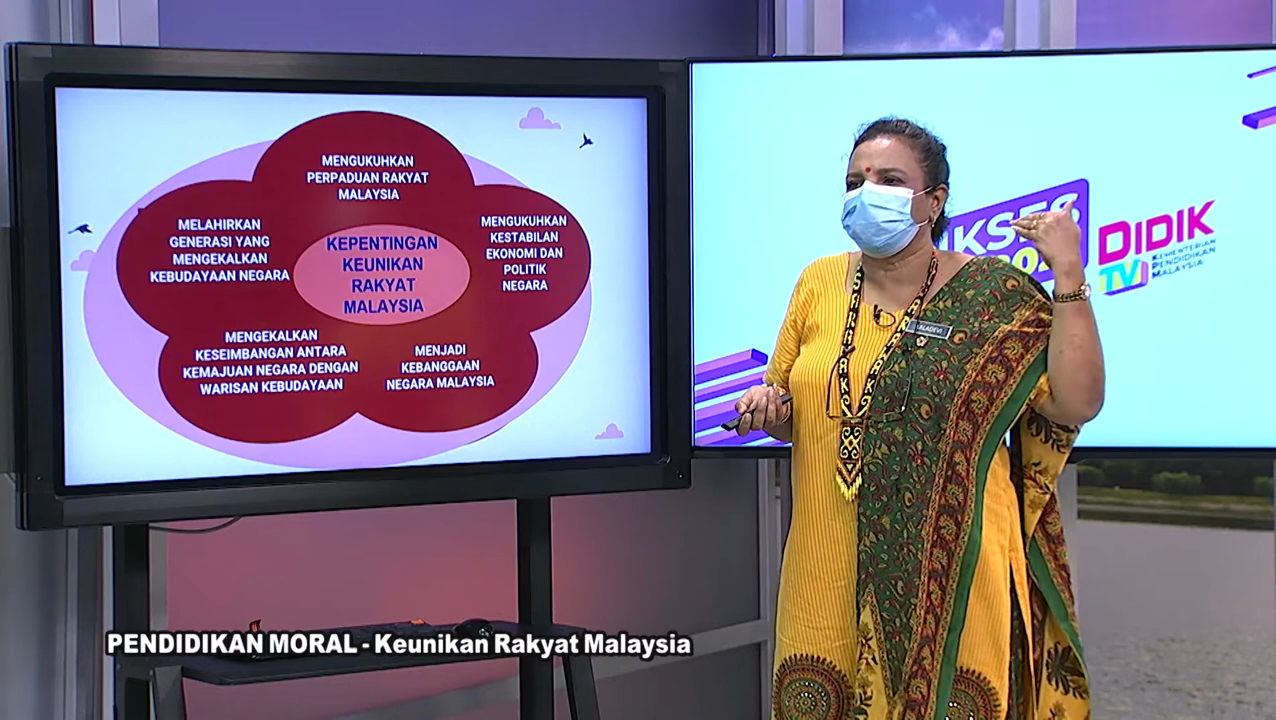 MENGUKUHKAN
PERPADUAN RAKYAT
MALAYSIA
MELAHIRKAN
GENERASI YANG
MENGEKALKAN
KEBUDAYAAN NEGARA
KEPENTINGAN
KEUNIKAN
RAKYAT
MALAYSIA
MENGUKUHKAN
KESTABILAN
EKONOMI DAN
POLITIK
NEGARA
MENGEKALKAN
KESEIMBANGAN ANTARA
KEMAJUAN NEGARA DENGAN
WARISAN KEBUDAYAAN
MENJADI
KEBANGGAAN
NEGARA MALAYSIA
DIDIK
TV
KEMENTERIAN
PENDIDIKAN
MALAYSIA
PENDIDIKAN MORAL - Keunikan Rakyat Malaysia